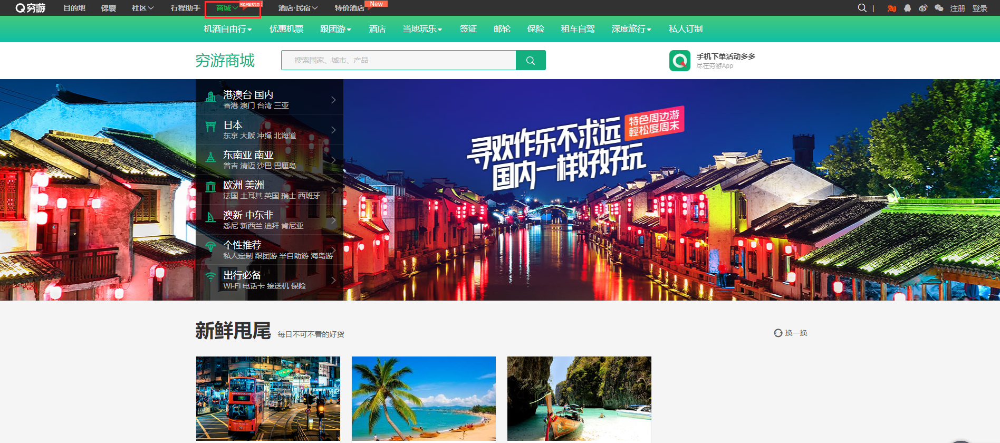 穷游 目的地 锦囊 社区 行程助手 商城 吃喝玩乐 酒店·民宿 特价酒店 New | 淘 注册 登录
机酒自由行 优惠机票 跟团游 酒店 当地玩乐 签证 邮轮 保险 租车自驾 深度旅行 私人订制
穷游商城
搜索国家、城市、产品
手机下单活动多多
尽在穷游App
港澳台 国内
香港 澳门 台湾 三亚
日本
东京 大阪 冲绳 北海道
东南亚 南亚
普吉 清迈 沙巴 巴厘岛
欧洲 美洲
法国 土耳其 英国 瑞士 西班牙
澳新 中东非
悉尼 新西兰 迪拜 肯尼亚
个性推荐
私人定制 跟团游 半自助游 海岛游
出行必备
Wi-Fi 电话卡 接送机 保险
寻欢作乐不求远
国内一样好好玩
特色周边游
輕松度周末
新鲜甩尾 每日不可不看的好货
换一换